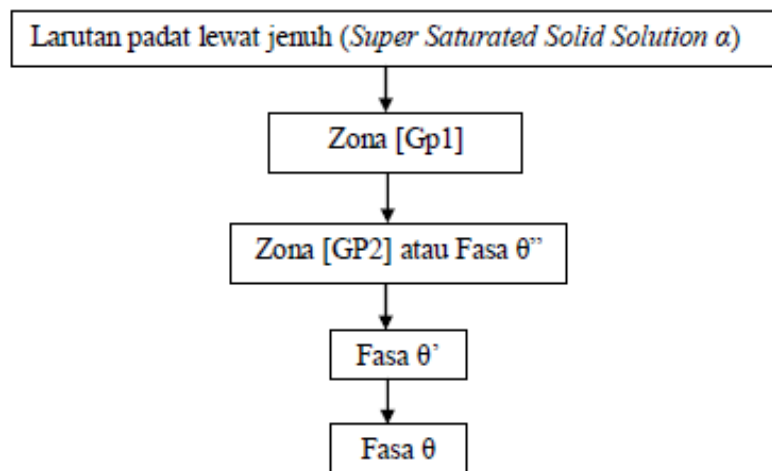 Larutan padat lewat jenuh (Super Saturated Solid Solution α)
Zona [Gp1]
Zona [GP2] atau Fasa θ”
Fasa θ’
Fasa θ